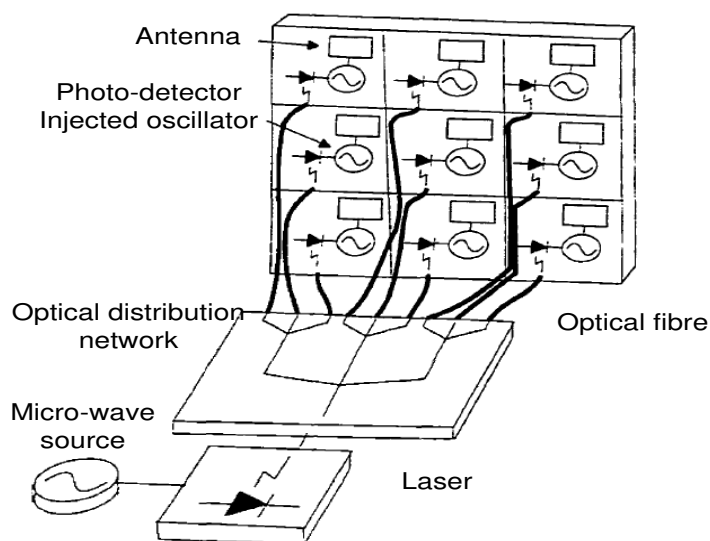 Antenna
Photo-detector
Injected oscillator
Optical distribution
network
Optical fibre
Micro-wave
source
Laser